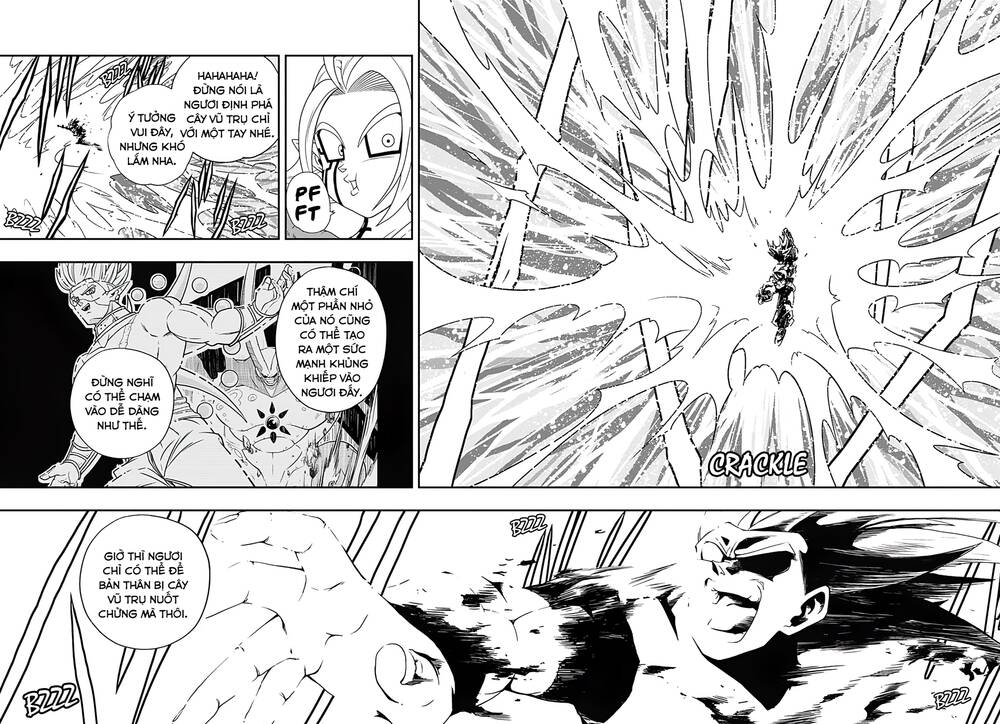 CRACKLE
PF
FT
HAHAHAHA!
ĐỪNG NÓI LÀ
NGƯƠI ĐỊNH PHÁ
CÂY VŨ TRỤ CHỈ
VỚI MỘT TAY NHÉ.
Ý TƯỞNG
VUI ĐẤY,
NHƯNG KHÓ
LẮM NHA.
BZZZ
BZZZ
BZZZ
THẬM CHÍ
MỘT PHẦN NHỎ
CỦA NÓ CŨNG
CÓ THỂ TẠO
RA MỘT SỨC
MẠNH KHỦNG
KHIẾP VÀO
NGƯƠI ĐẤY.
ĐỪNG NGHĨ
CÓ THỂ CHẠM
VÀO DỄ DÀNG
NHƯ THẾ.
BZZZ
GIỜ THÌ NGƯƠI
CHỈ CÓ THỂ ĐỂ
BẢN THÂN BỊ CÂY
VŨ TRỤ NUỐT
CHỬNG MÀ THÔI.
BZZZ
BZZZ